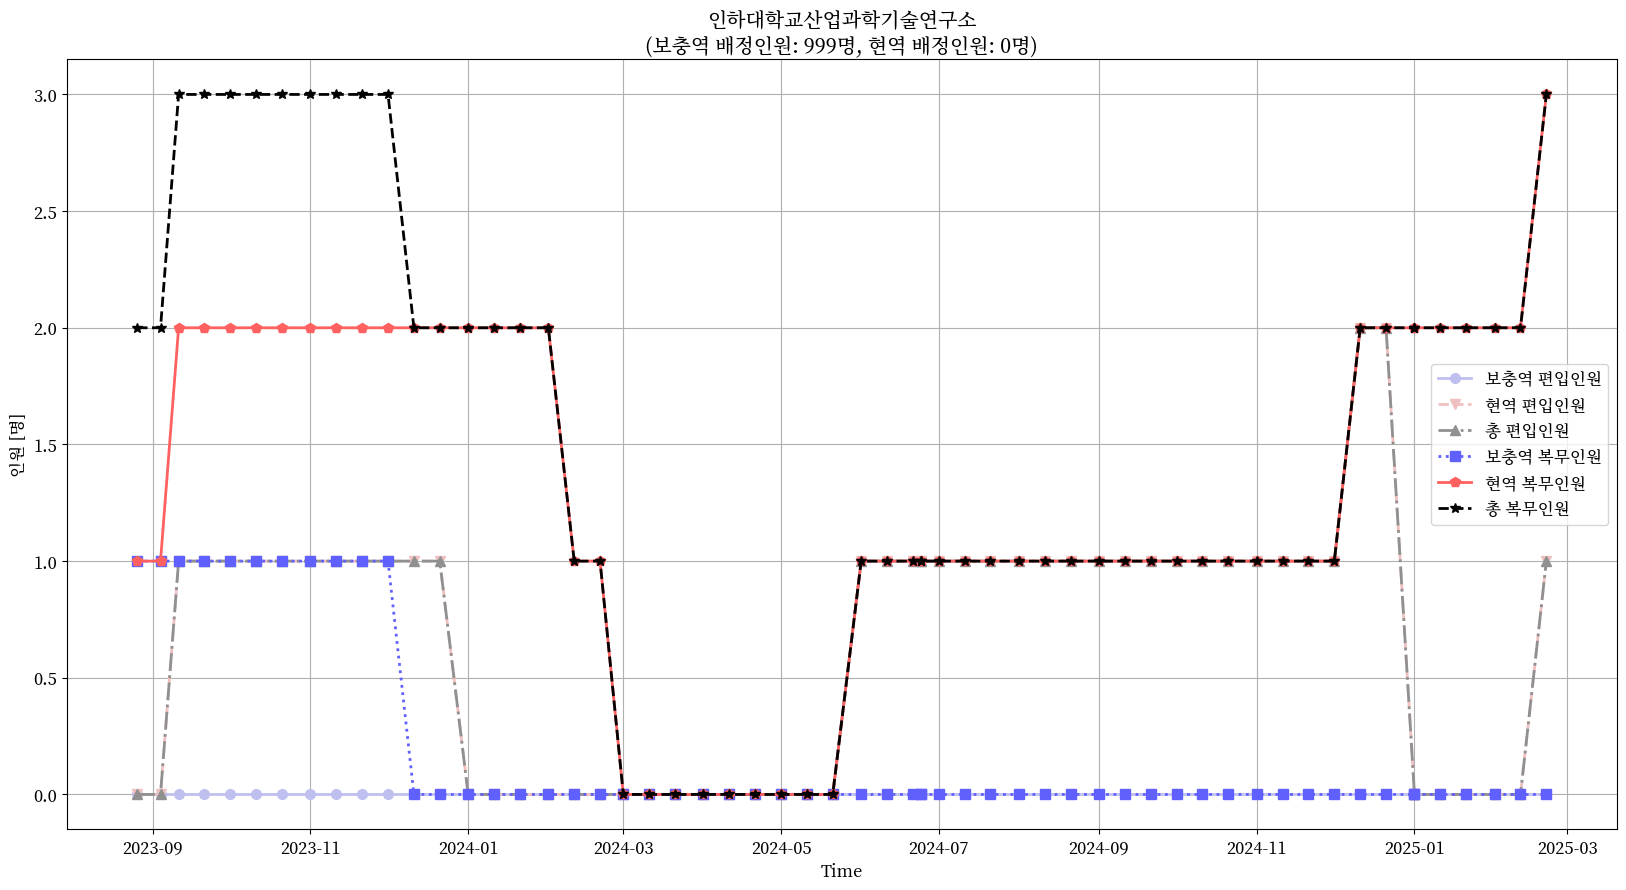 인하대학교산업과학기술연구소
(보충역 배정인원: 999명, 현역 배정인원: 0명)
인원 [명]
3.0
2.5
2.0
1.5
1.0
0.5
0.0
보충역 편입인원
현역 편입인원
총 편입인원
보충역 복무인원
현역 복무인원
총 복무인원
2023-09
2023-11
2024-01
2024-03
2024-05
2024-07
2024-09
2024-11
2025-01
2025-03
Time